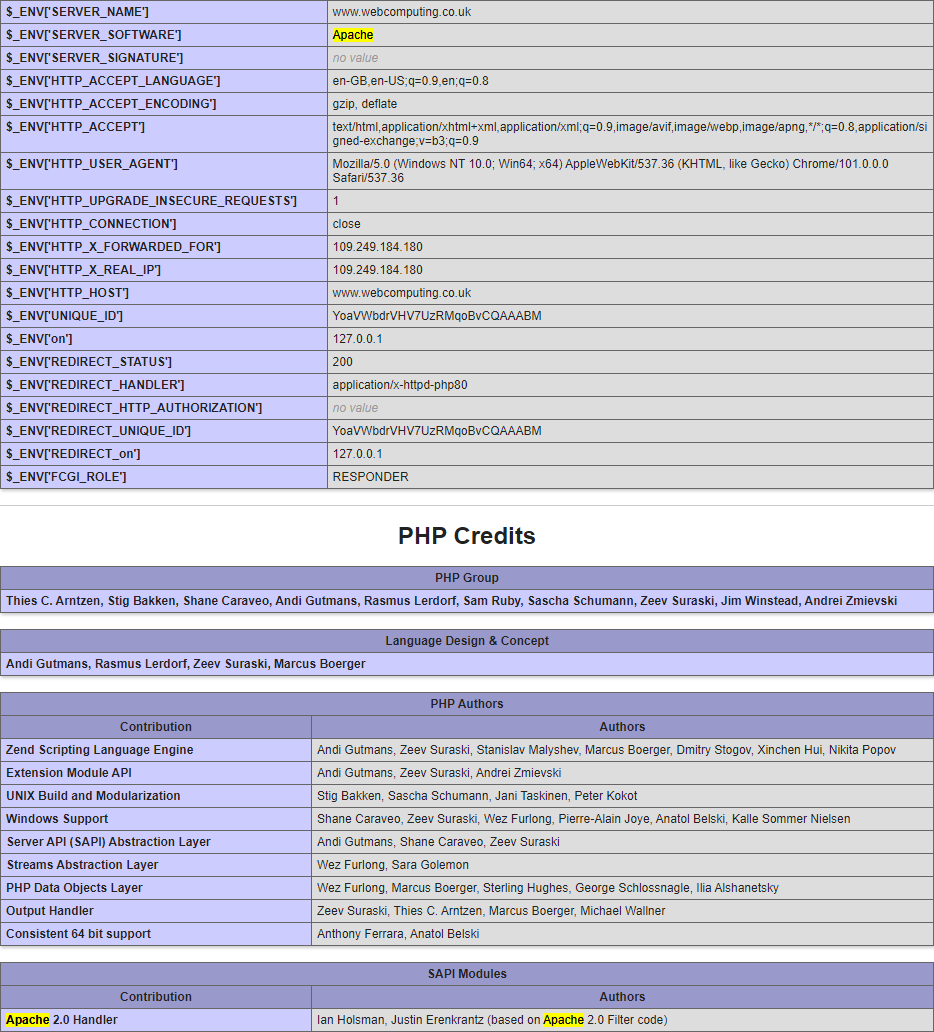 $_ENV['SERVER_NAME'] www.webcomputing.co.uk
$_ENV['SERVER_SOFTWARE'] Apache
$_ENV['SERVER_SIGNATURE'] no value
$_ENV['HTTP_ACCEPT_LANGUAGE'] en-GB,en-US;q=0.9,en;q=0.8
$_ENV['HTTP_ACCEPT_ENCODING'] gzip, deflate
$_ENV['HTTP_ACCEPT'] text/html,application/xhtml+xml,application/xml;q=0.9,image/avif,image/webp,image/apng,*/*;q=0.8,application/si
gned-exchange;v=b3;q=0.9
$_ENV['HTTP_USER_AGENT'] Mozilla/5.0 (Windows NT 10.0; Win64; x64) AppleWebKit/537.36 (KHTML, like Gecko) Chrome/101.0.0.0
Safari/537.36
$_ENV['HTTP_UPGRADE_INSECURE_REQUESTS'] 1
$_ENV['HTTP_CONNECTION'] close
$_ENV['HTTP_X_FORWARDED_FOR'] 109.249.184.180
$_ENV['HTTP_X_REAL_IP'] 109.249.184.180
$_ENV['HTTP_HOST'] www.webcomputing.co.uk
$_ENV['UNIQUE_ID'] YoaVWbdrVHV7UzRMqoBvCQAAABM
$_ENV['on'] 127.0.0.1
$_ENV['REDIRECT_STATUS'] 200
$_ENV['REDIRECT_HANDLER'] application/x-httpd-php80
$_ENV['REDIRECT_HTTP_AUTHORIZATION'] no value
$_ENV['REDIRECT_UNIQUE_ID'] YoaVWbdrVHV7UzRMqoBvCQAAABM
$_ENV['REDIRECT_on'] 127.0.0.1
$_ENV['FCGI_ROLE'] RESPONDER
PHP Credits
PHP Group
Thies C. Arntzen, Stig Bakken, Shane Caraveo, Andi Gutmans, Rasmus Lerdorf, Sam Ruby, Sascha Schumann, Zeev Suraski, Jim Winstead, Andrei Zmievski
Language Design & Concept
Andi Gutmans, Rasmus Lerdorf, Zeev Suraski, Marcus Boerger
PHP Authors
Contribution Authors
Zend Scripting Language Engine Andi Gutmans, Zeev Suraski, Stanislav Malyshev, Marcus Boerger, Dmitry Stogov, Xinchen Hui, Nikita Popov
Extension Module API Andi Gutmans, Zeev Suraski, Andrei Zmievski
UNIX Build and Modularization Stig Bakken, Sascha Schumann, Jani Taskinen, Peter Kokot
Windows Support Shane Caraveo, Zeev Suraski, Wez Furlong, Pierre-Alain Joye, Anatol Belski, Kalle Sommer Nielsen
Server API (SAPI) Abstraction Layer Andi Gutmans, Shane Caraveo, Zeev Suraski
Streams Abstraction Layer Wez Furlong, Sara Golemon
PHP Data Objects Layer Wez Furlong, Marcus Boerger, Sterling Hughes, George Schlossnagle, Ilia Alshanetsky
Output Handler Zeev Suraski, Thies C. Arntzen, Marcus Boerger, Michael Wallner
Consistent 64 bit support Anthony Ferrara, Anatol Belski
SAPI Modules
Contribution Authors
Apache 2.0 Handler Ian Holsman, Justin Erenkrantz (based on Apache 2.0 Filter code)